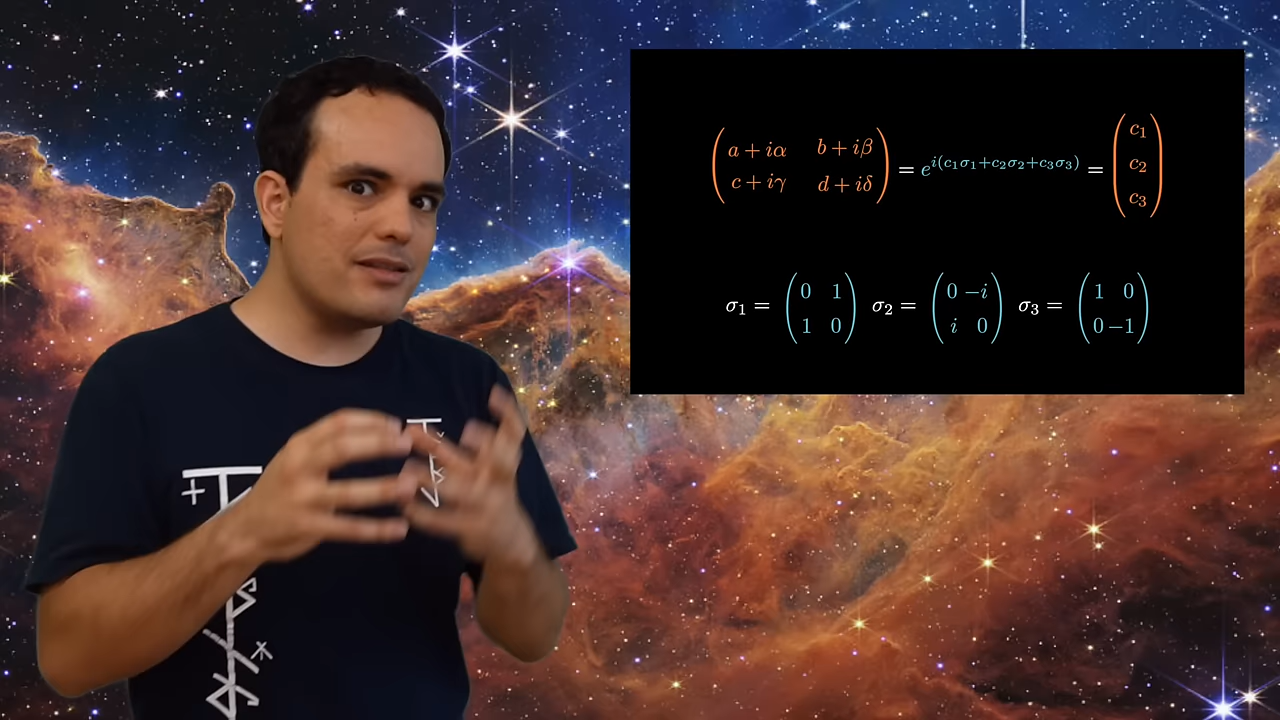 ( a + iα b + iβ
c + iγ d + iδ ) = e^{i(c₁σ₁+c₂σ₂+c₃σ₃)} = ( c₁
c₂
c₃ )
σ₁ = ( 0 1
1 0 ) σ₂ = ( 0 −i
i 0 ) σ₃ = ( 1 0
0 −1 )